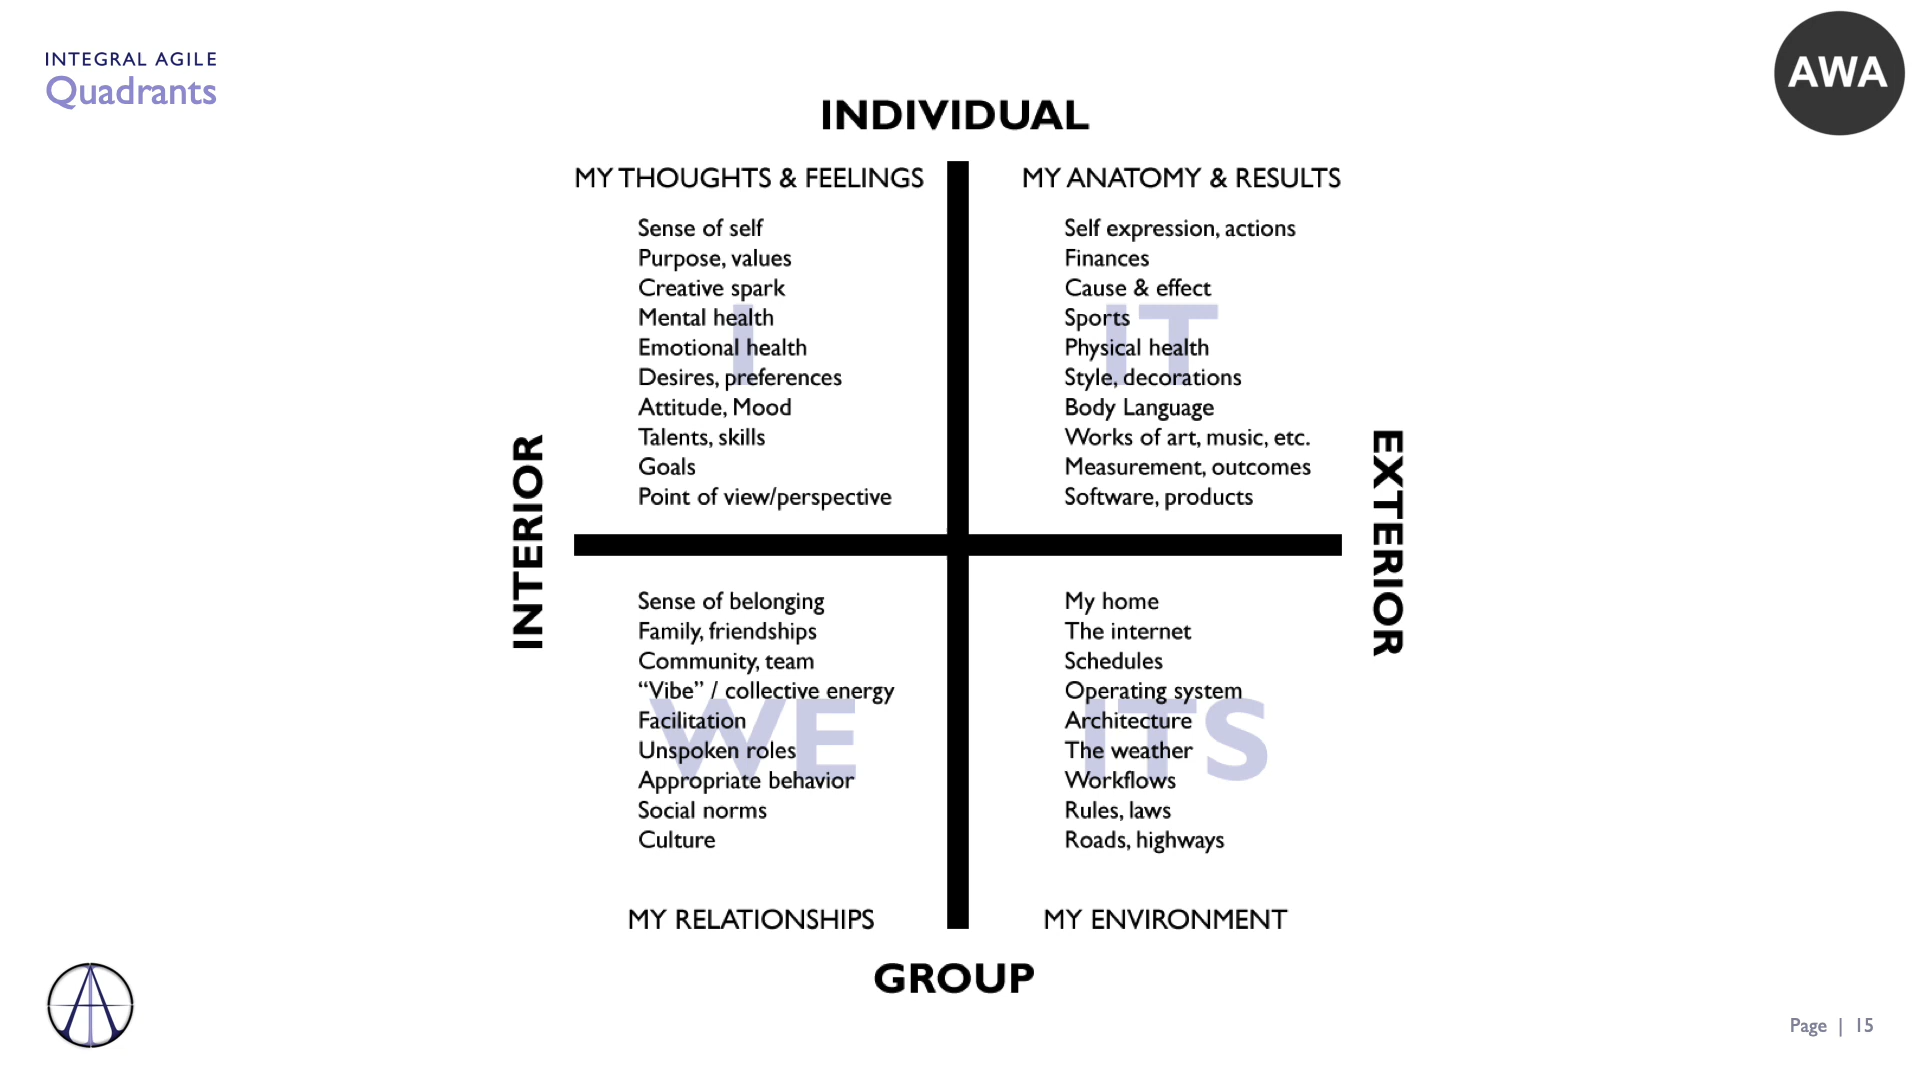 INTEGRAL AGILE
Quadrants
AWA
INDIVIDUAL
MY THOUGHTS & FEELINGS
Sense of self
Purpose, values
Creative spark
Mental health
Emotional health
Desires, preferences
Attitude, Mood
Talents, skills
Goals
Point of view/perspective
I
MY ANATOMY & RESULTS
Self expression, actions
Finances
Cause & effect
Sports
Physical health
Style, decorations
Body Language
Works of art, music, etc.
Measurement, outcomes
Software, products
IT
INTERIOR
EXTERIOR
Sense of belonging
Family, friendships
Community, team
“Vibe” / collective energy
Facilitation
Unspoken roles
Appropriate behavior
Social norms
Culture
WE
MY RELATIONSHIPS
My home
The internet
Schedules
Operating system
Architecture
The weather
Workflows
Rules, laws
Roads, highways
ITS
MY ENVIRONMENT
GROUP
Page | 15